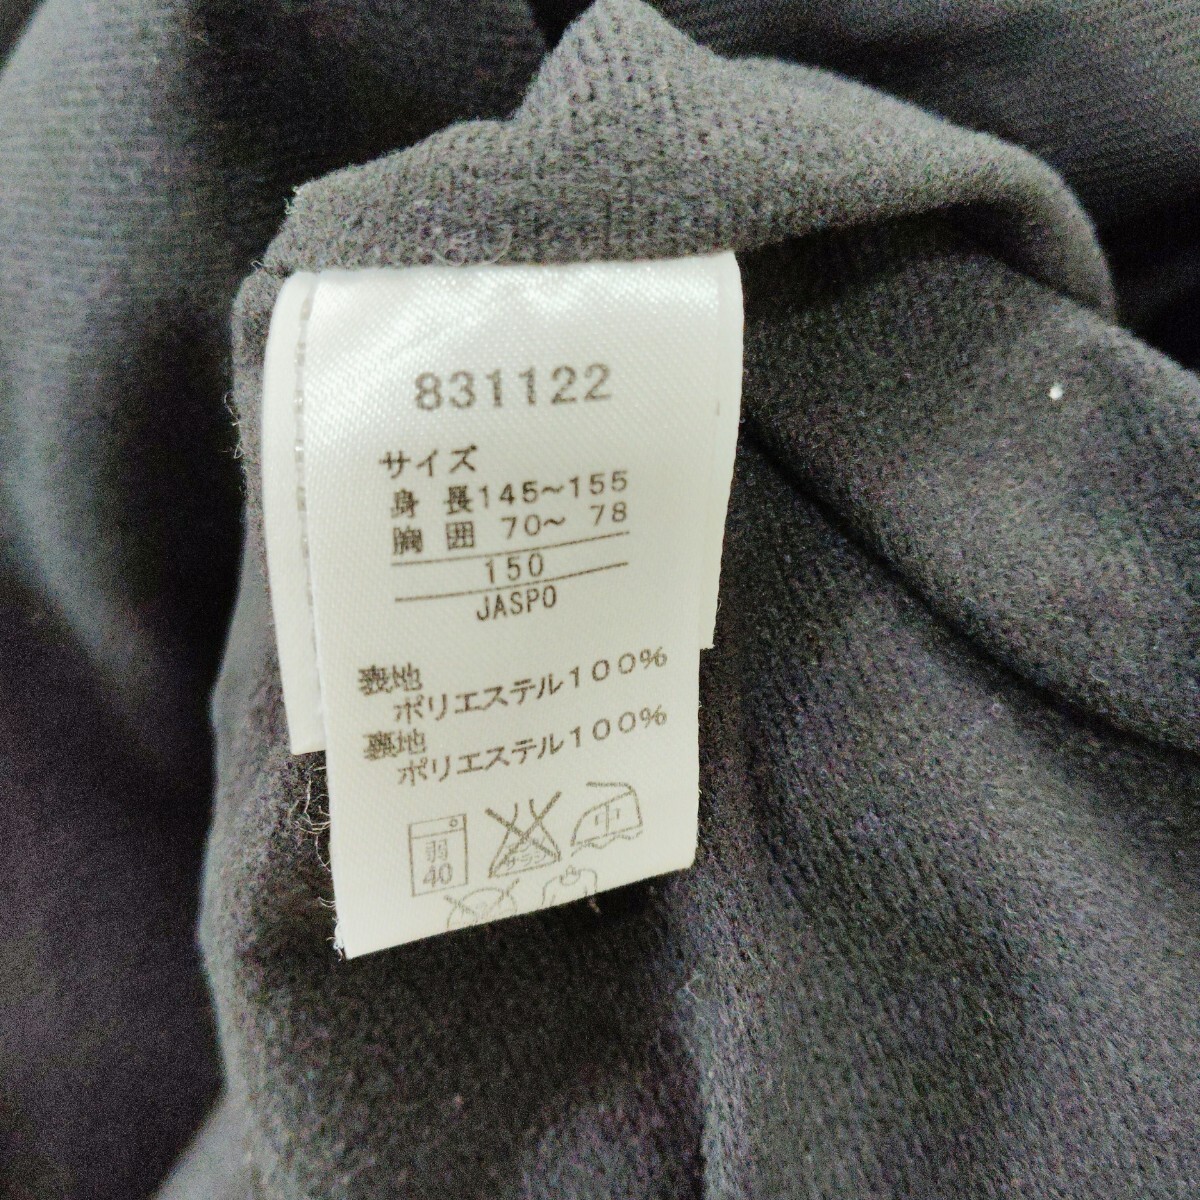 831122
サイズ
身 長145~155
胸 囲 70~ 78
150
JASPO
表地
ポリエステル100%
裏地
ポリエステル100%
弱
40
中